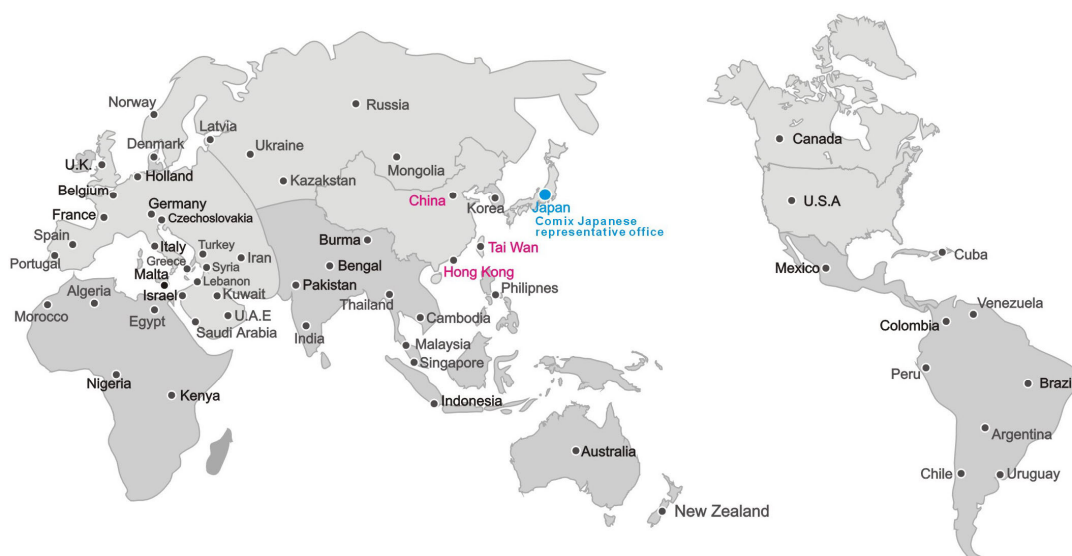 Norway
Russia
Latvia
Denmark
Ukraine
Canada
U.K.
Mongolia
Holland
Kazakstan
Belgium
China
Korea
U.S.A
Japan
Germany
France
Czechoslovakia
Comix Japanese
representative office
Spain
Italy
Turkey
Burma
Tai Wan
Cuba
Portugal
Greece
Syria
Iran
Bengal
Hong Kong
Mexico
Malta
Lebanon
Pakistan
Philipnes
Algeria
Israel
Kuwait
Thailand
Venezuela
Morocco
Egypt
U.A.E
Saudi Arabia
India
Cambodia
Colombia
Malaysia
Singapore
Peru
Nigeria
Kenya
Indonesia
Brazi
Argentina
Australia
Chile
Uruguay
New Zealand